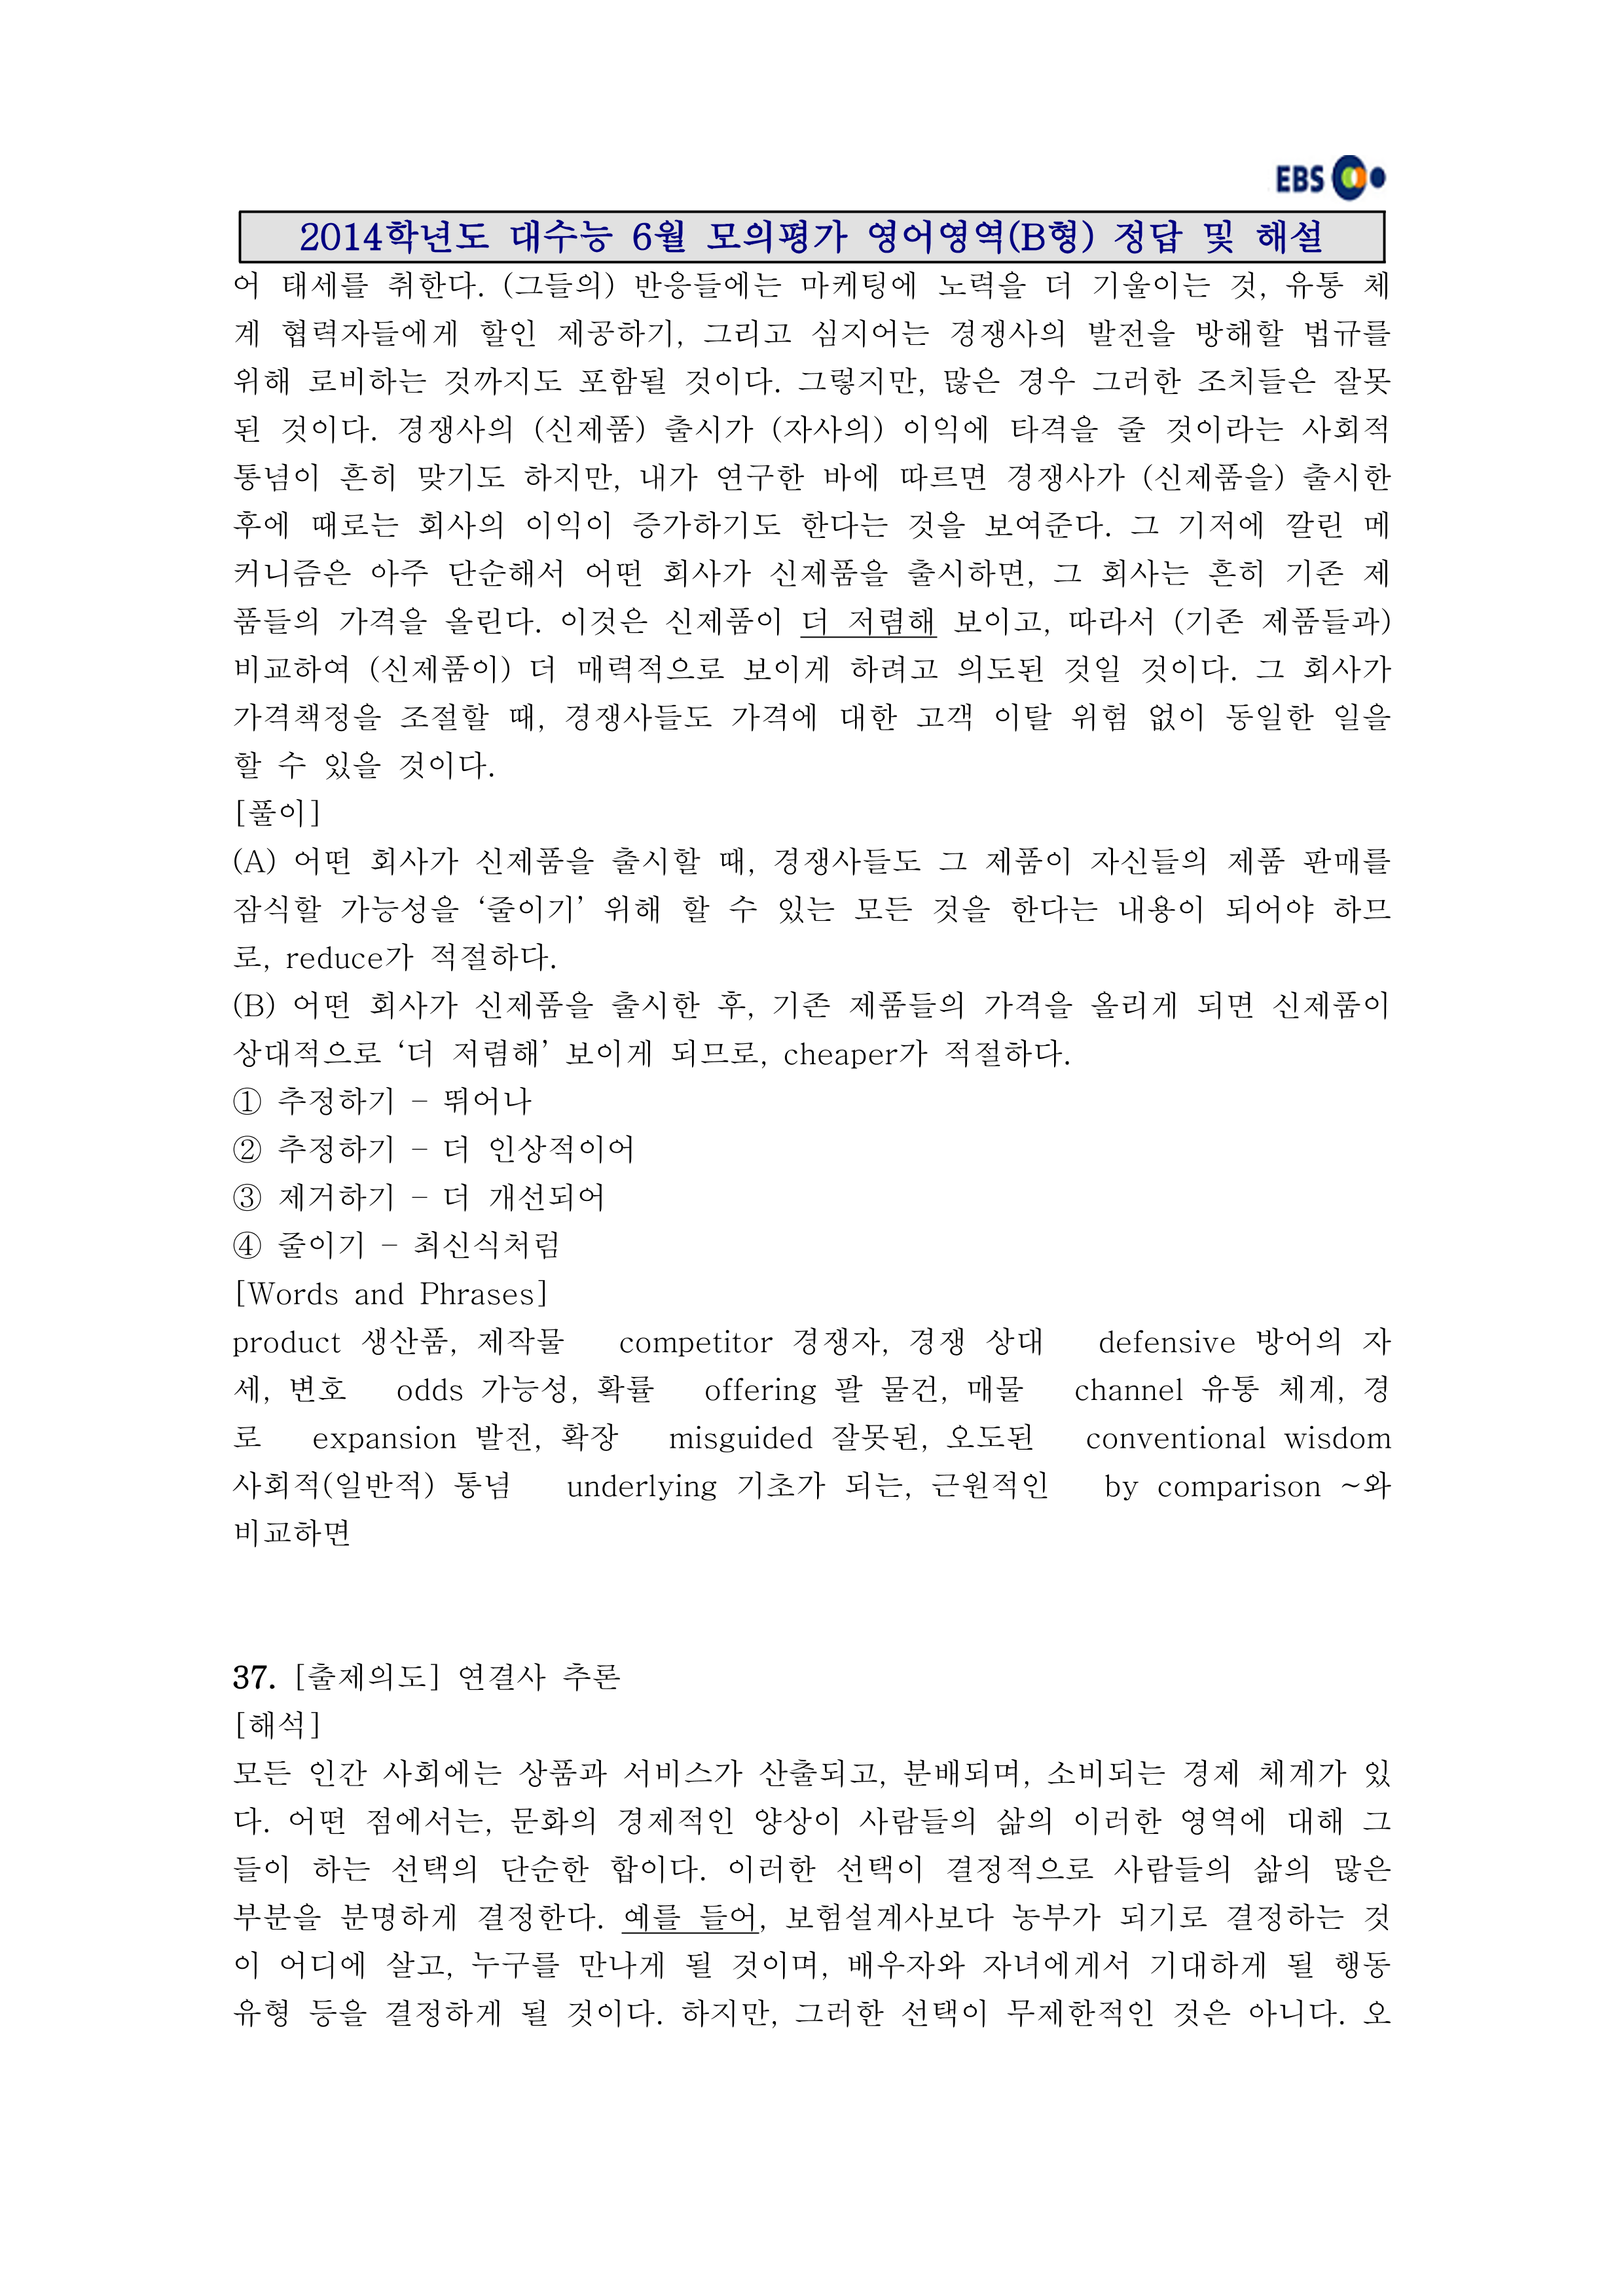 EBS
2014학년도 대수능 6월 모의평가 영어영역(B형) 정답 및 해설
어 태세를 취한다. (그들의) 반응들에는 마케팅에 노력을 더 기울이는 것, 유통 체
계 협력자들에게 할인 제공하기, 그리고 심지어는 경쟁사의 발전을 방해할 법규를
위해 로비하는 것까지도 포함될 것이다. 그렇지만, 많은 경우 그러한 조치들은 잘못
된 것이다. 경쟁사의 (신제품) 출시가 (자사의) 이익에 타격을 줄 것이라는 사회적
통념이 흔히 맞기도 하지만, 내가 연구한 바에 따르면 경쟁사가 (신제품을) 출시한
후에 때로는 회사의 이익이 증가하기도 한다는 것을 보여준다. 그 기저에 깔린 메
커니즘은 아주 단순해서 어떤 회사가 신제품을 출시하면, 그 회사는 흔히 기존 제
품들의 가격을 올린다. 이것은 신제품이 더 저렴해 보이고, 따라서 (기존 제품들과)
비교하여 (신제품이) 더 매력적으로 보이게 하려고 의도된 것일 것이다. 그 회사가
가격책정을 조절할 때, 경쟁사들도 가격에 대한 고객 이탈 위험 없이 동일한 일을
할 수 있을 것이다.
[풀이]
(A) 어떤 회사가 신제품을 출시할 때, 경쟁사들도 그 제품이 자신들의 제품 판매를
잠식할 가능성을 ‘줄이기’ 위해 할 수 있는 모든 것을 한다는 내용이 되어야 하므
로, reduce가 적절하다.
(B) 어떤 회사가 신제품을 출시한 후, 기존 제품들의 가격을 올리게 되면 신제품이
상대적으로 ‘더 저렴해’ 보이게 되므로, cheaper가 적절하다.
① 추정하기 – 뛰어나
② 추정하기 – 더 인상적이어
③ 제거하기 – 더 개선되어
④ 줄이기 – 최신식처럼
[Words and Phrases]
product 생산품, 제작물 competitor 경쟁자, 경쟁 상대 defensive 방어의 자
세, 변호 odds 가능성, 확률 offering 팔 물건, 매물 channel 유통 체계, 경
로 expansion 발전, 확장 misguided 잘못된, 오도된 conventional wisdom
사회적(일반적) 통념 underlying 기초가 되는, 근원적인 by comparison ~와
비교하면
37. [출제의도] 연결사 추론
[해석]
모든 인간 사회에는 상품과 서비스가 산출되고, 분배되며, 소비되는 경제 체계가 있
다. 어떤 점에서는, 문화의 경제적인 양상이 사람들의 삶의 이러한 영역에 대해 그
들이 하는 선택의 단순한 합이다. 이러한 선택이 결정적으로 사람들의 삶의 많은
부분을 분명하게 결정한다. 예를 들어, 보험설계사보다 농부가 되기로 결정하는 것
이 어디에 살고, 누구를 만나게 될 것이며, 배우자와 자녀에게서 기대하게 될 행동
유형 등을 결정하게 될 것이다. 하지만, 그러한 선택이 무제한적인 것은 아니다. 오